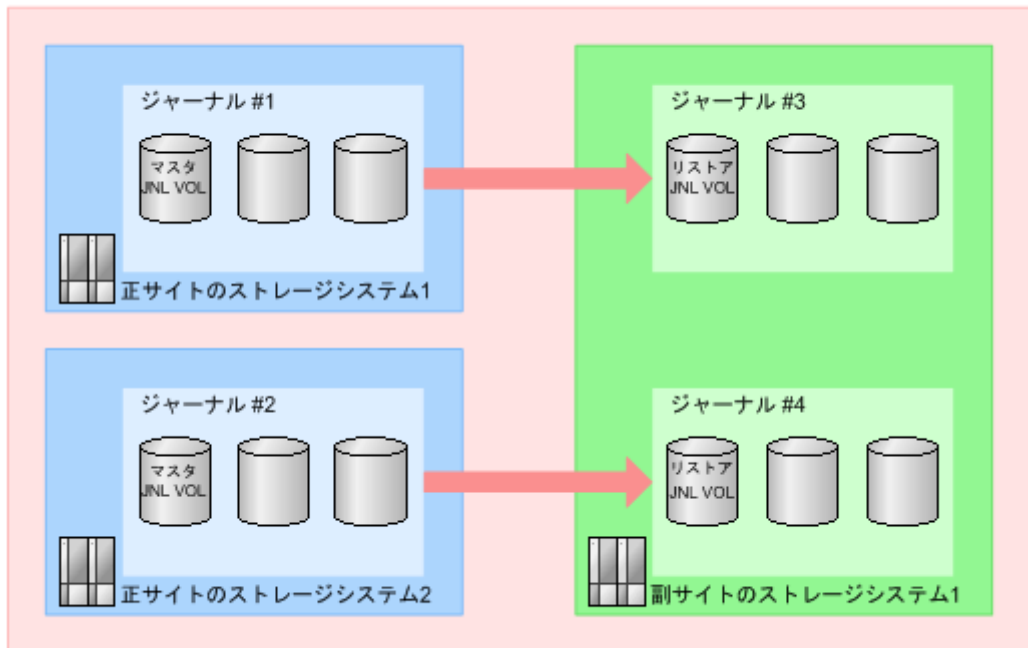 ジャーナル #1
マスタ
JNL VOL
正サイトのストレージシステム1
ジャーナル #3
リストア
JNL VOL
ジャーナル #2
マスタ
JNL VOL
正サイトのストレージシステム2
ジャーナル #4
リストア
JNL VOL
副サイトのストレージシステム1